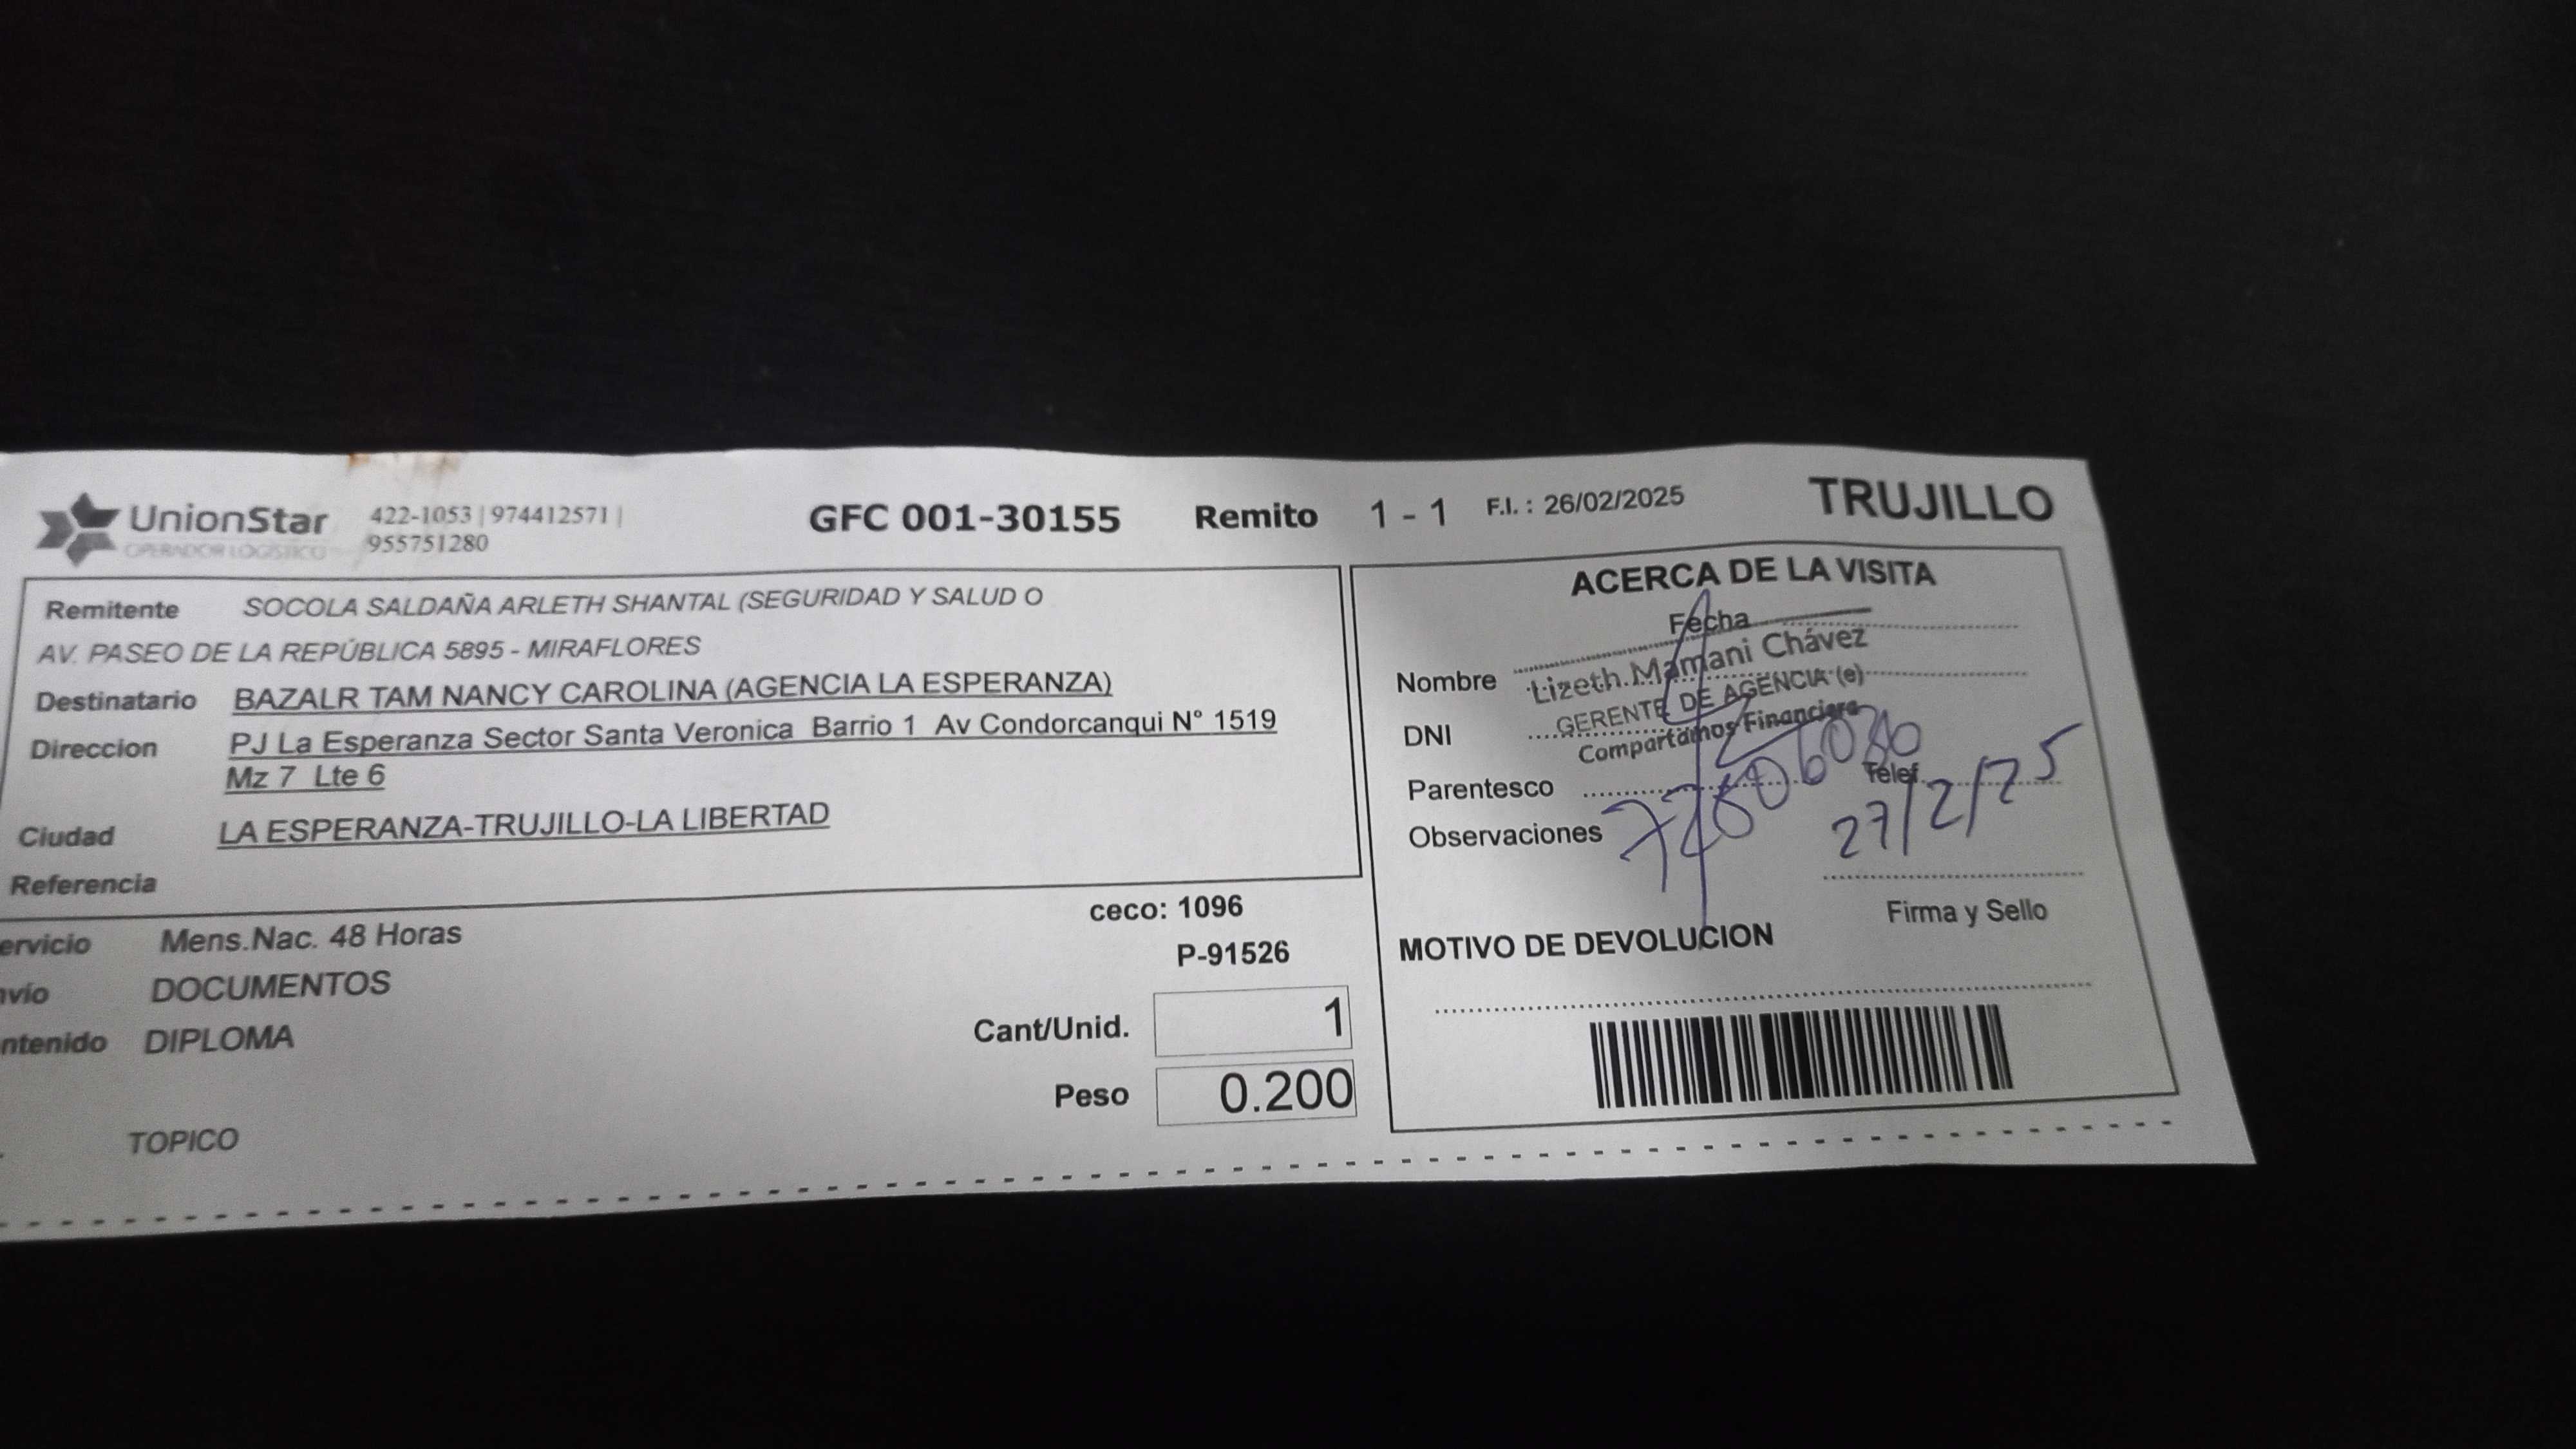 UnionStar
OPERADOR LOGISTICO
422-1053 | 974412571 |
955751280
GFC 001-30155 Remito 1 - 1 F.I. : 26/02/2025 TRUJILLO
Remitente SOCOLA SALDAÑA ARLETH SHANTAL (SEGURIDAD Y SALUD O
AV. PASEO DE LA REPÚBLICA 5895 - MIRAFLORES
Destinatario BAZALR TAM NANCY CAROLINA (AGENCIA LA ESPERANZA)
Direccion PJ La Esperanza Sector Santa Veronica Barrio 1 Av Condorcanqui N° 1519
Mz 7 Lte 6
Ciudad LA ESPERANZA-TRUJILLO-LA LIBERTAD
Referencia
ceco: 1096
ervicio Mens.Nac. 48 Horas
P-91526
nvío DOCUMENTOS
Cant/Unid. 1
ntenido DIPLOMA
Peso 0.200
TOPICO
ACERCA DE LA VISITA
Fecha
Nombre Lizeth Mamani Chávez
DNI GERENTE DE AGENCIA (e)
Compartamos Financiera
Parentesco Telef.
Observaciones 27/2/25
Firma y Sello
MOTIVO DE DEVOLUCION